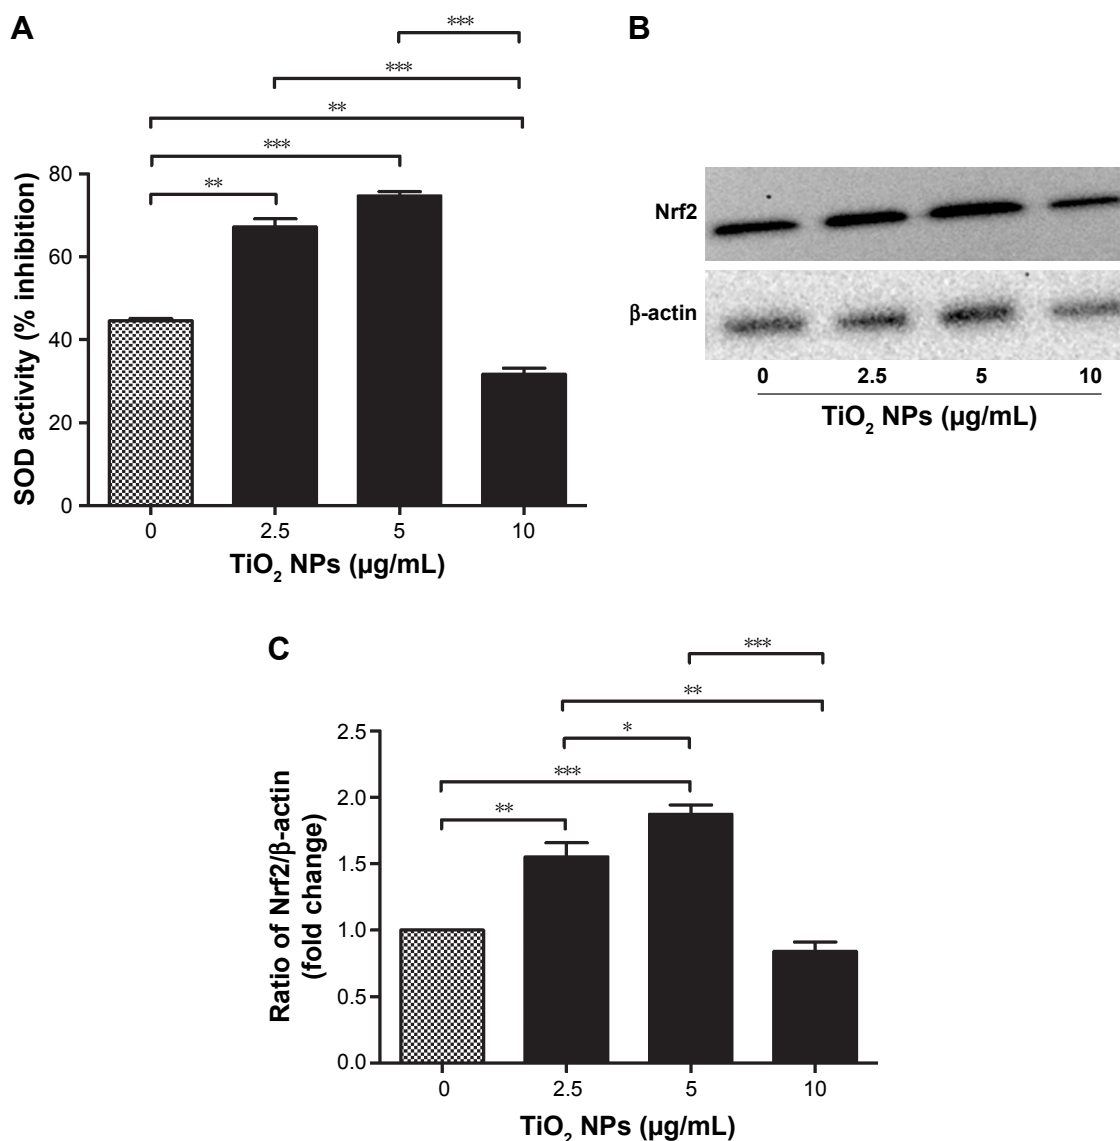 A
***
***
**
***
**
80
60
40
20
0
SOD activity (% inhibition)
0 2.5 5 10
TiO2 NPs (µg/mL)
B
Nrf2
β-actin
0 2.5 5 10
TiO2 NPs (µg/mL)
C
***
**
*
***
**
2.5
2.0
1.5
1.0
0.5
0.0
Ratio of Nrf2/β-actin
(fold change)
0 2.5 5 10
TiO2 NPs (µg/mL)